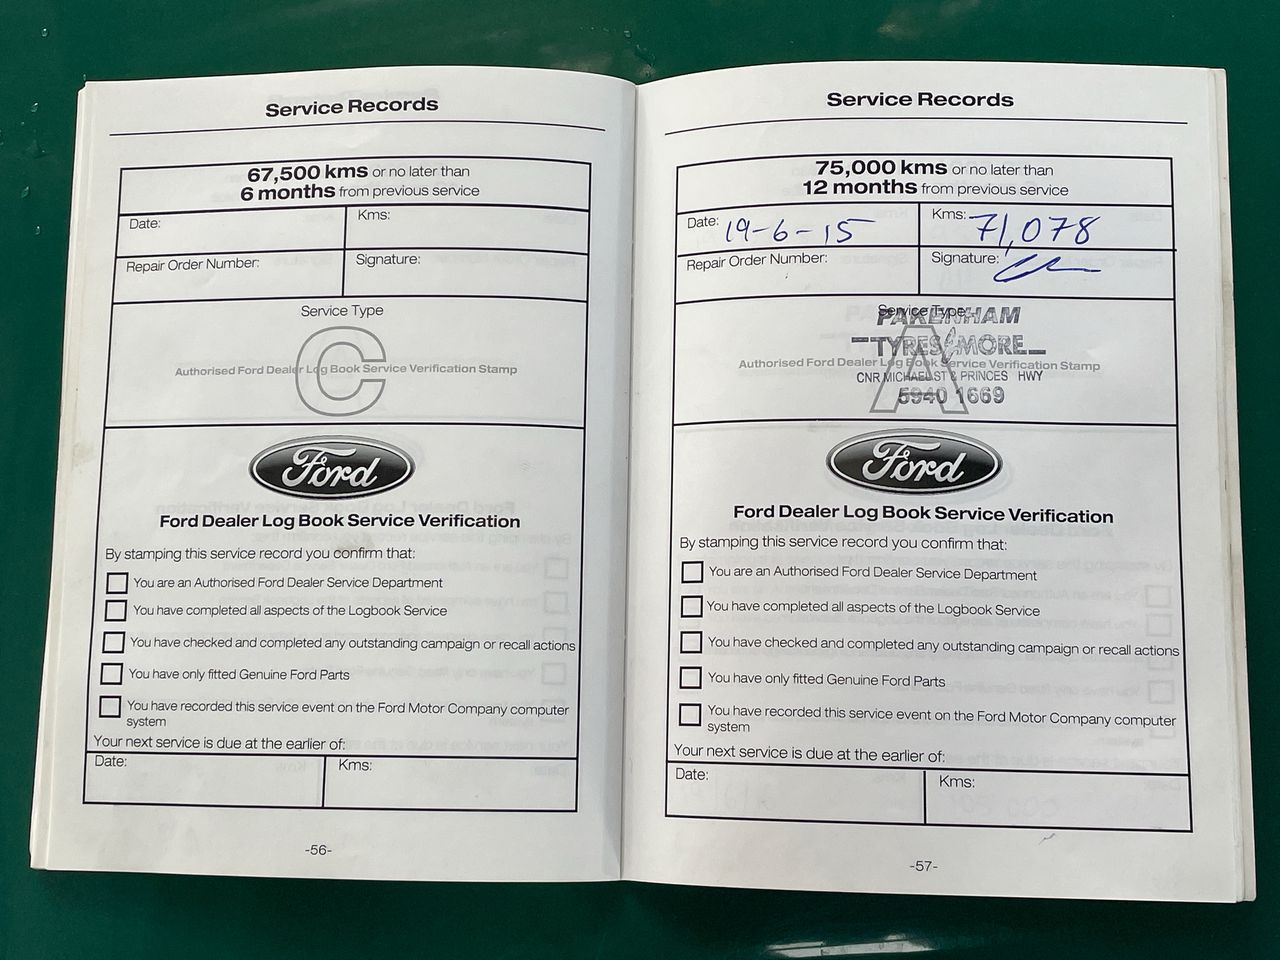 Service Records
67,500 kms or no later than
6 months from previous service
Date:
Kms:
Repair Order Number:
Signature:
Service Type
C
Authorised Ford Dealer Log Book Service Verification Stamp
Ford
Ford Dealer Log Book Service Verification
By stamping this service record you confirm that:
You are an Authorised Ford Dealer Service Department
You have completed all aspects of the Logbook Service
You have checked and completed any outstanding campaign or recall actions
You have only fitted Genuine Ford Parts
You have recorded this service event on the Ford Motor Company computer
system
Your next service is due at the earlier of:
Date:
Kms:
-56-
Service Records
75,000 kms or no later than
12 months from previous service
Date: 19-6-15
Kms: 71,078
Repair Order Number:
Signature:
Service Type
PAKENHAM
TYRES & MORE
A
Authorised Ford Dealer Log Book Service Verification Stamp
CNR MICHAEL ST & PRINCES HWY
5940 1669
Ford
Ford Dealer Log Book Service Verification
By stamping this service record you confirm that:
You are an Authorised Ford Dealer Service Department
You have completed all aspects of the Logbook Service
You have checked and completed any outstanding campaign or recall actions
You have only fitted Genuine Ford Parts
You have recorded this service event on the Ford Motor Company computer
system
Your next service is due at the earlier of:
Date:
Kms:
-57-